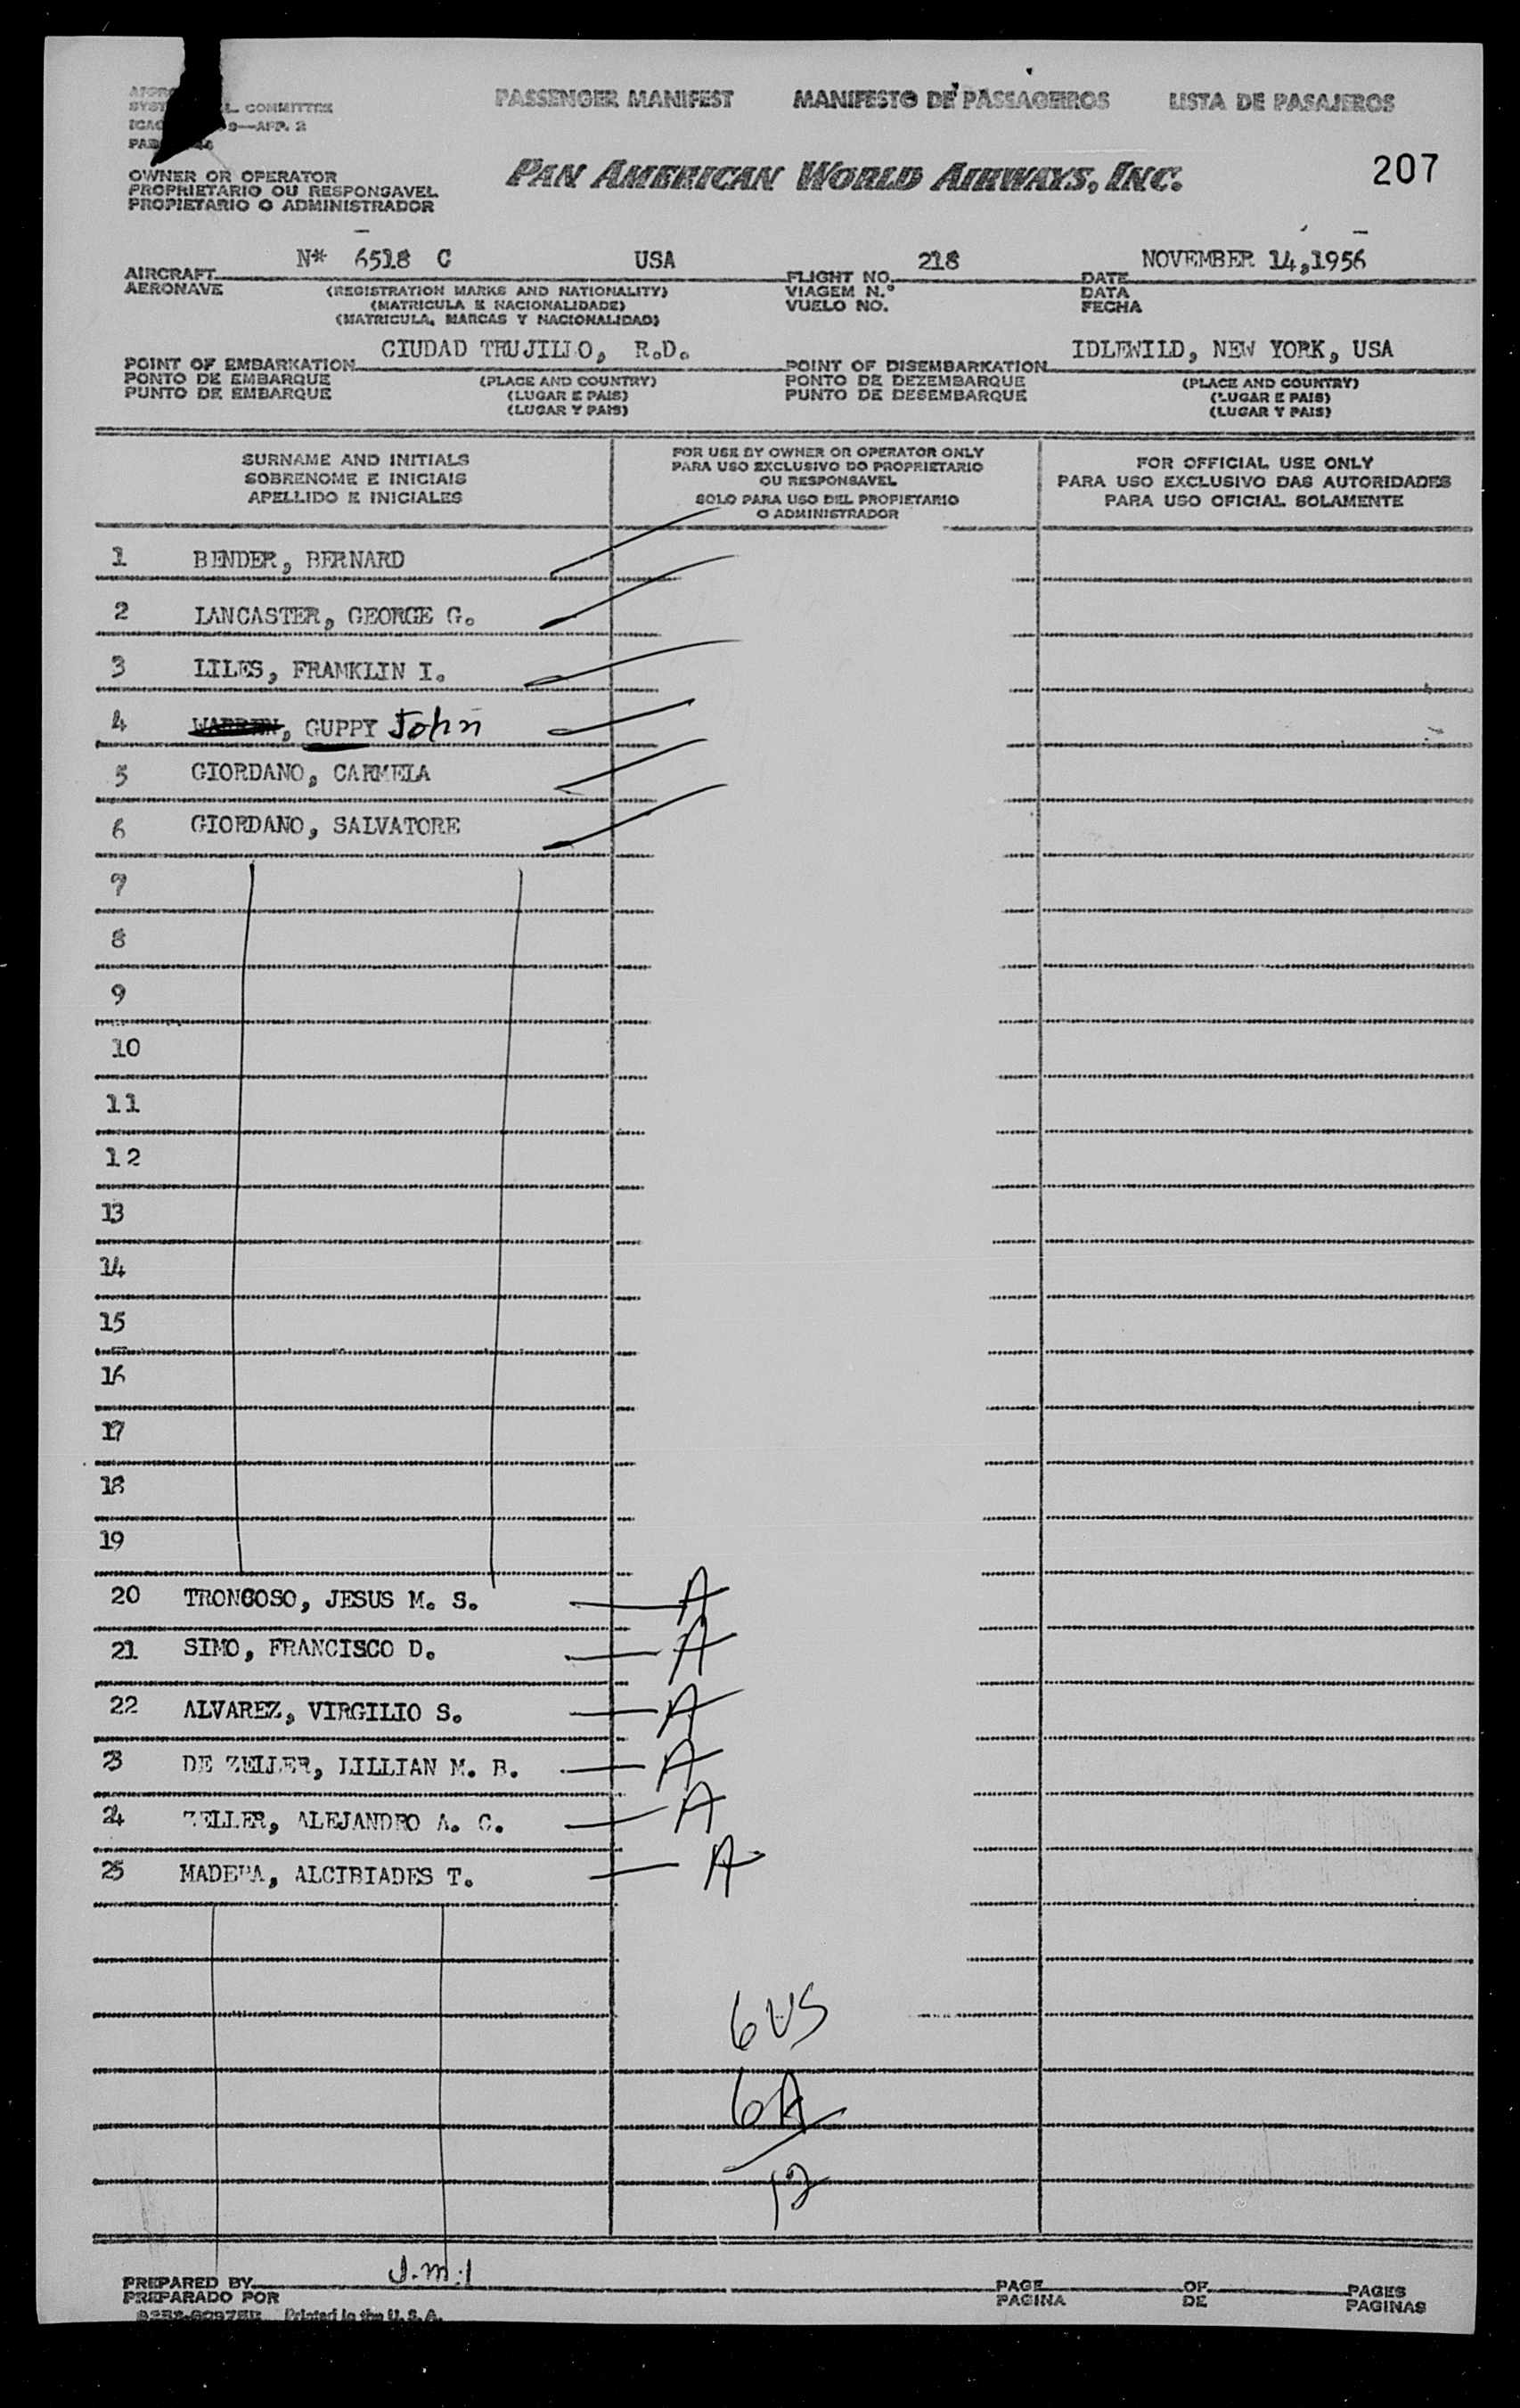 PASSENGER MANIFEST MANIFESTO DE PASSAGEIROS LISTA DE PASAJEROS
COMMITTEE
APP. 2
PAN AMERICAN WORLD AIRWAYS, INC. 207
OWNER OR OPERATOR
PROPRIETARIO OU RESPONSAVEL
PROPIETARIO O ADMINISTRADOR
N* 6518 C USA 218 NOVEMBER 14,1956
AIRCRAFT FLIGHT NO. DATE
AERONAVE (REGISTRATION MARKS AND NATIONALITY) VIAGEM N.° DATA
(MATRICULA E NACIONALIDADE) VUELO NO. FECHA
(MATRICULA, MARCAS Y NACIONALIDAD)
CIUDAD TRUJILLO, R.D. IDLEWILD, NEW YORK, USA
POINT OF EMBARKATION POINT OF DISEMBARKATION
PONTO DE EMBARQUE (PLACE AND COUNTRY) PONTO DE DEZEMBARQUE (PLACE AND COUNTRY)
PUNTO DE EMBARQUE (LUGAR E PAIS) PUNTO DE DESEMBARQUE (LUGAR E PAIS)
(LUGAR Y PAIS) (LUGAR Y PAIS)
SURNAME AND INITIALS
SOBRENOME E INICIAIS
APELLIDO E INICIALES
FOR USE BY OWNER OR OPERATOR ONLY
PARA USO EXCLUSIVO DO PROPRIETARIO
OU RESPONSAVEL
SOLO PARA USO DEL PROPIETARIO
O ADMINISTRADOR
FOR OFFICIAL USE ONLY
PARA USO EXCLUSIVO DAS AUTORIDADES
PARA USO OFICIAL SOLAMENTE
1 BENDER, BERNARD
2 LANCASTER, GEORGE G.
3 LILES, FRANKLIN I.
4 WARREN, GUPPY John
5 GIORDANO, CARMELA
6 GIORDANO, SALVATORE
7
8
9
10
11
12
13
14
15
16
17
18
19
20 TRONCOSO, JESUS M. S. A
21 SIMO, FRANCISCO D. A
22 ALVAREZ, VIRGILIO S. A
23 DE ZELLER, LILLIAN M. B. A
24 ZELLER, ALEJANDRO A. C. A
25 MADERA, ALCIBIADES T. A
6 US
6 A
12
J.M.I
PREPARED BY PAGE OF PAGES
PREPARADO POR PAGINA DE PAGINAS
Printed in the U. S. A.